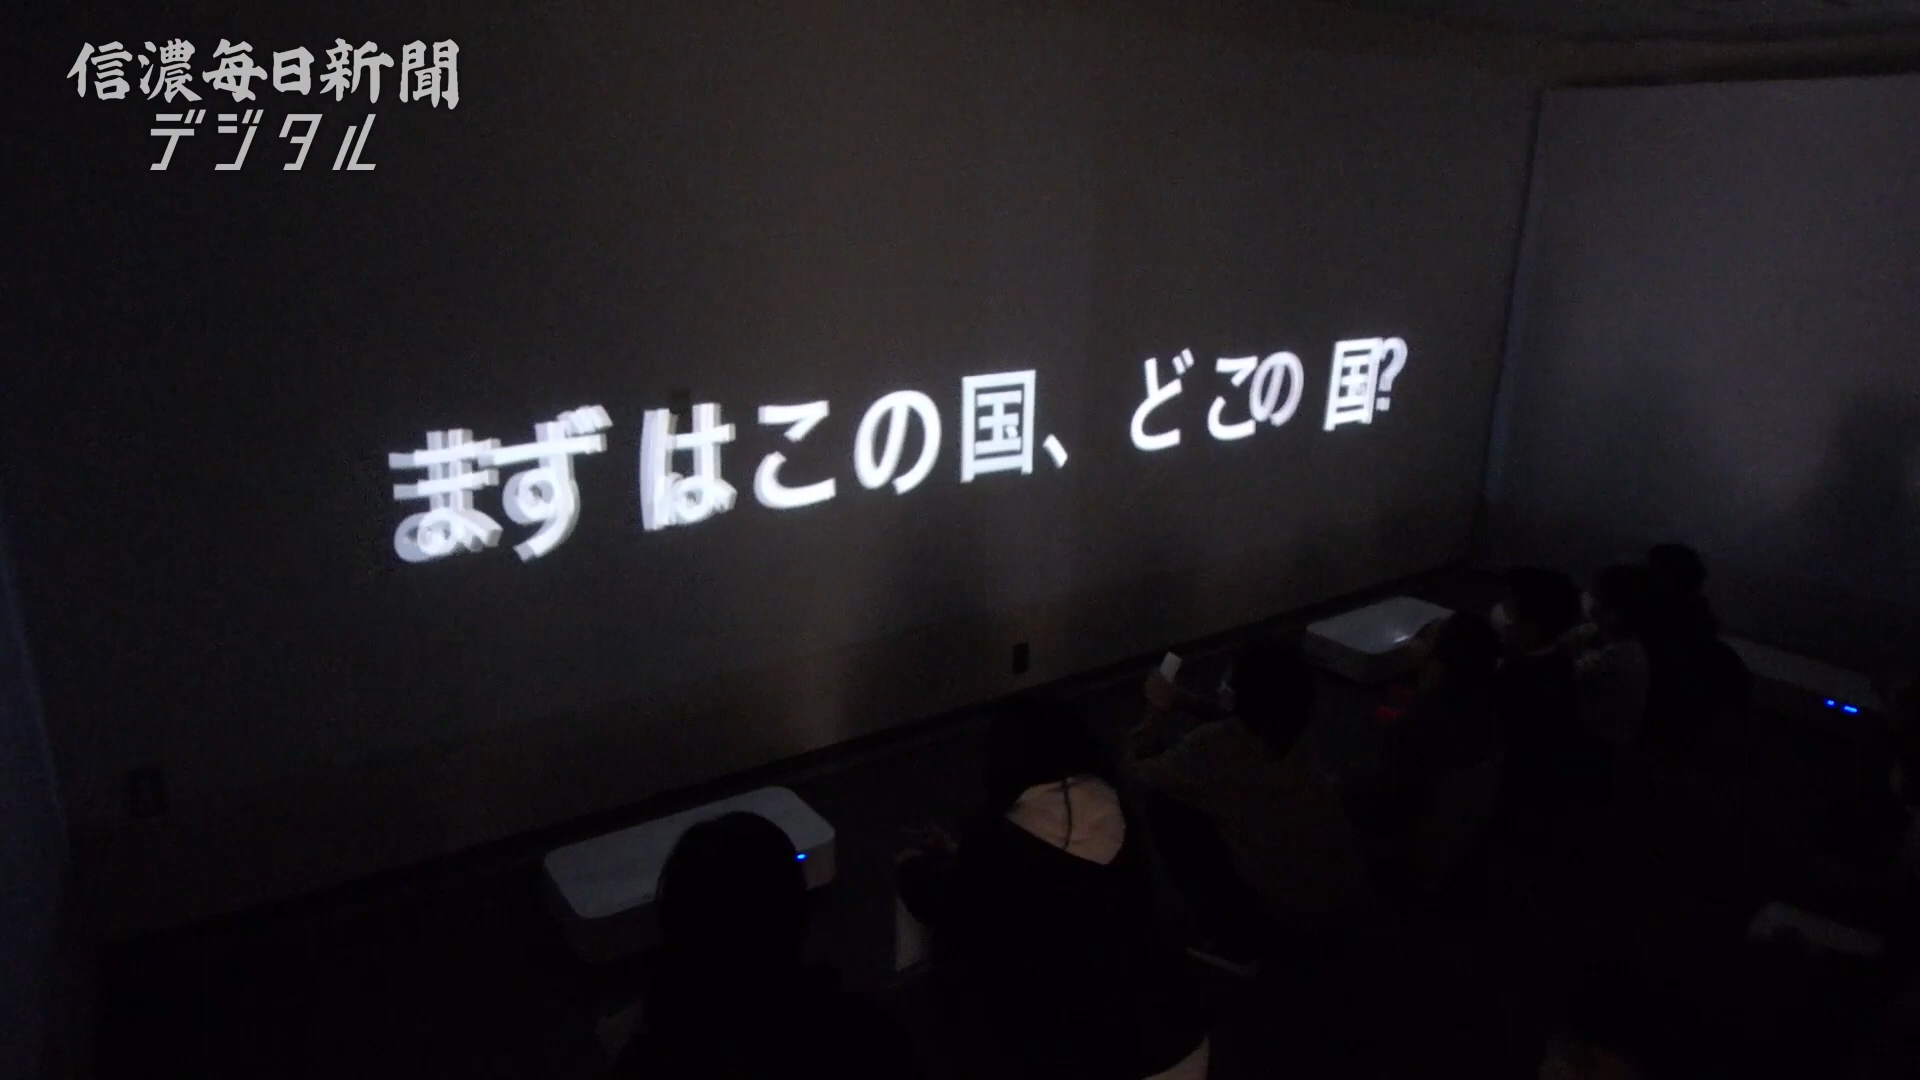 信濃毎日新聞
デジタル
まずはこの国、どこの国?